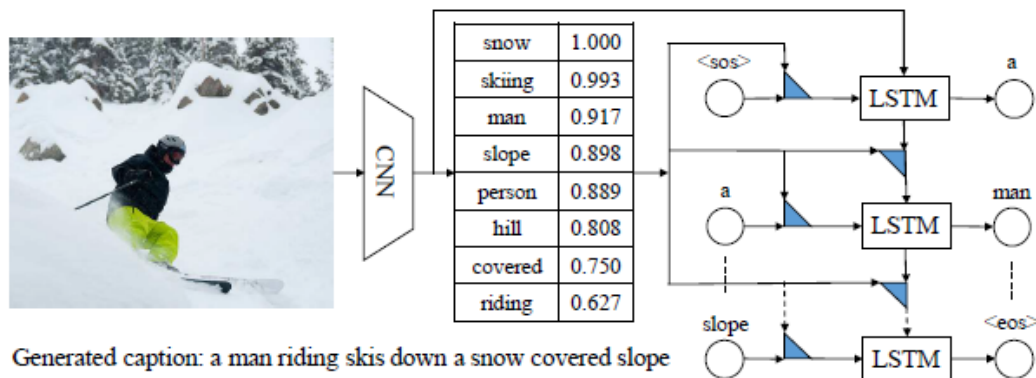 snow 1.000
skiing 0.993
man 0.917
slope 0.898
person 0.889
hill 0.808
covered 0.750
riding 0.627
CNN
<sos>
LSTM
a
a
LSTM
man
slope
LSTM
<eos>
Generated caption: a man riding skis down a snow covered slope